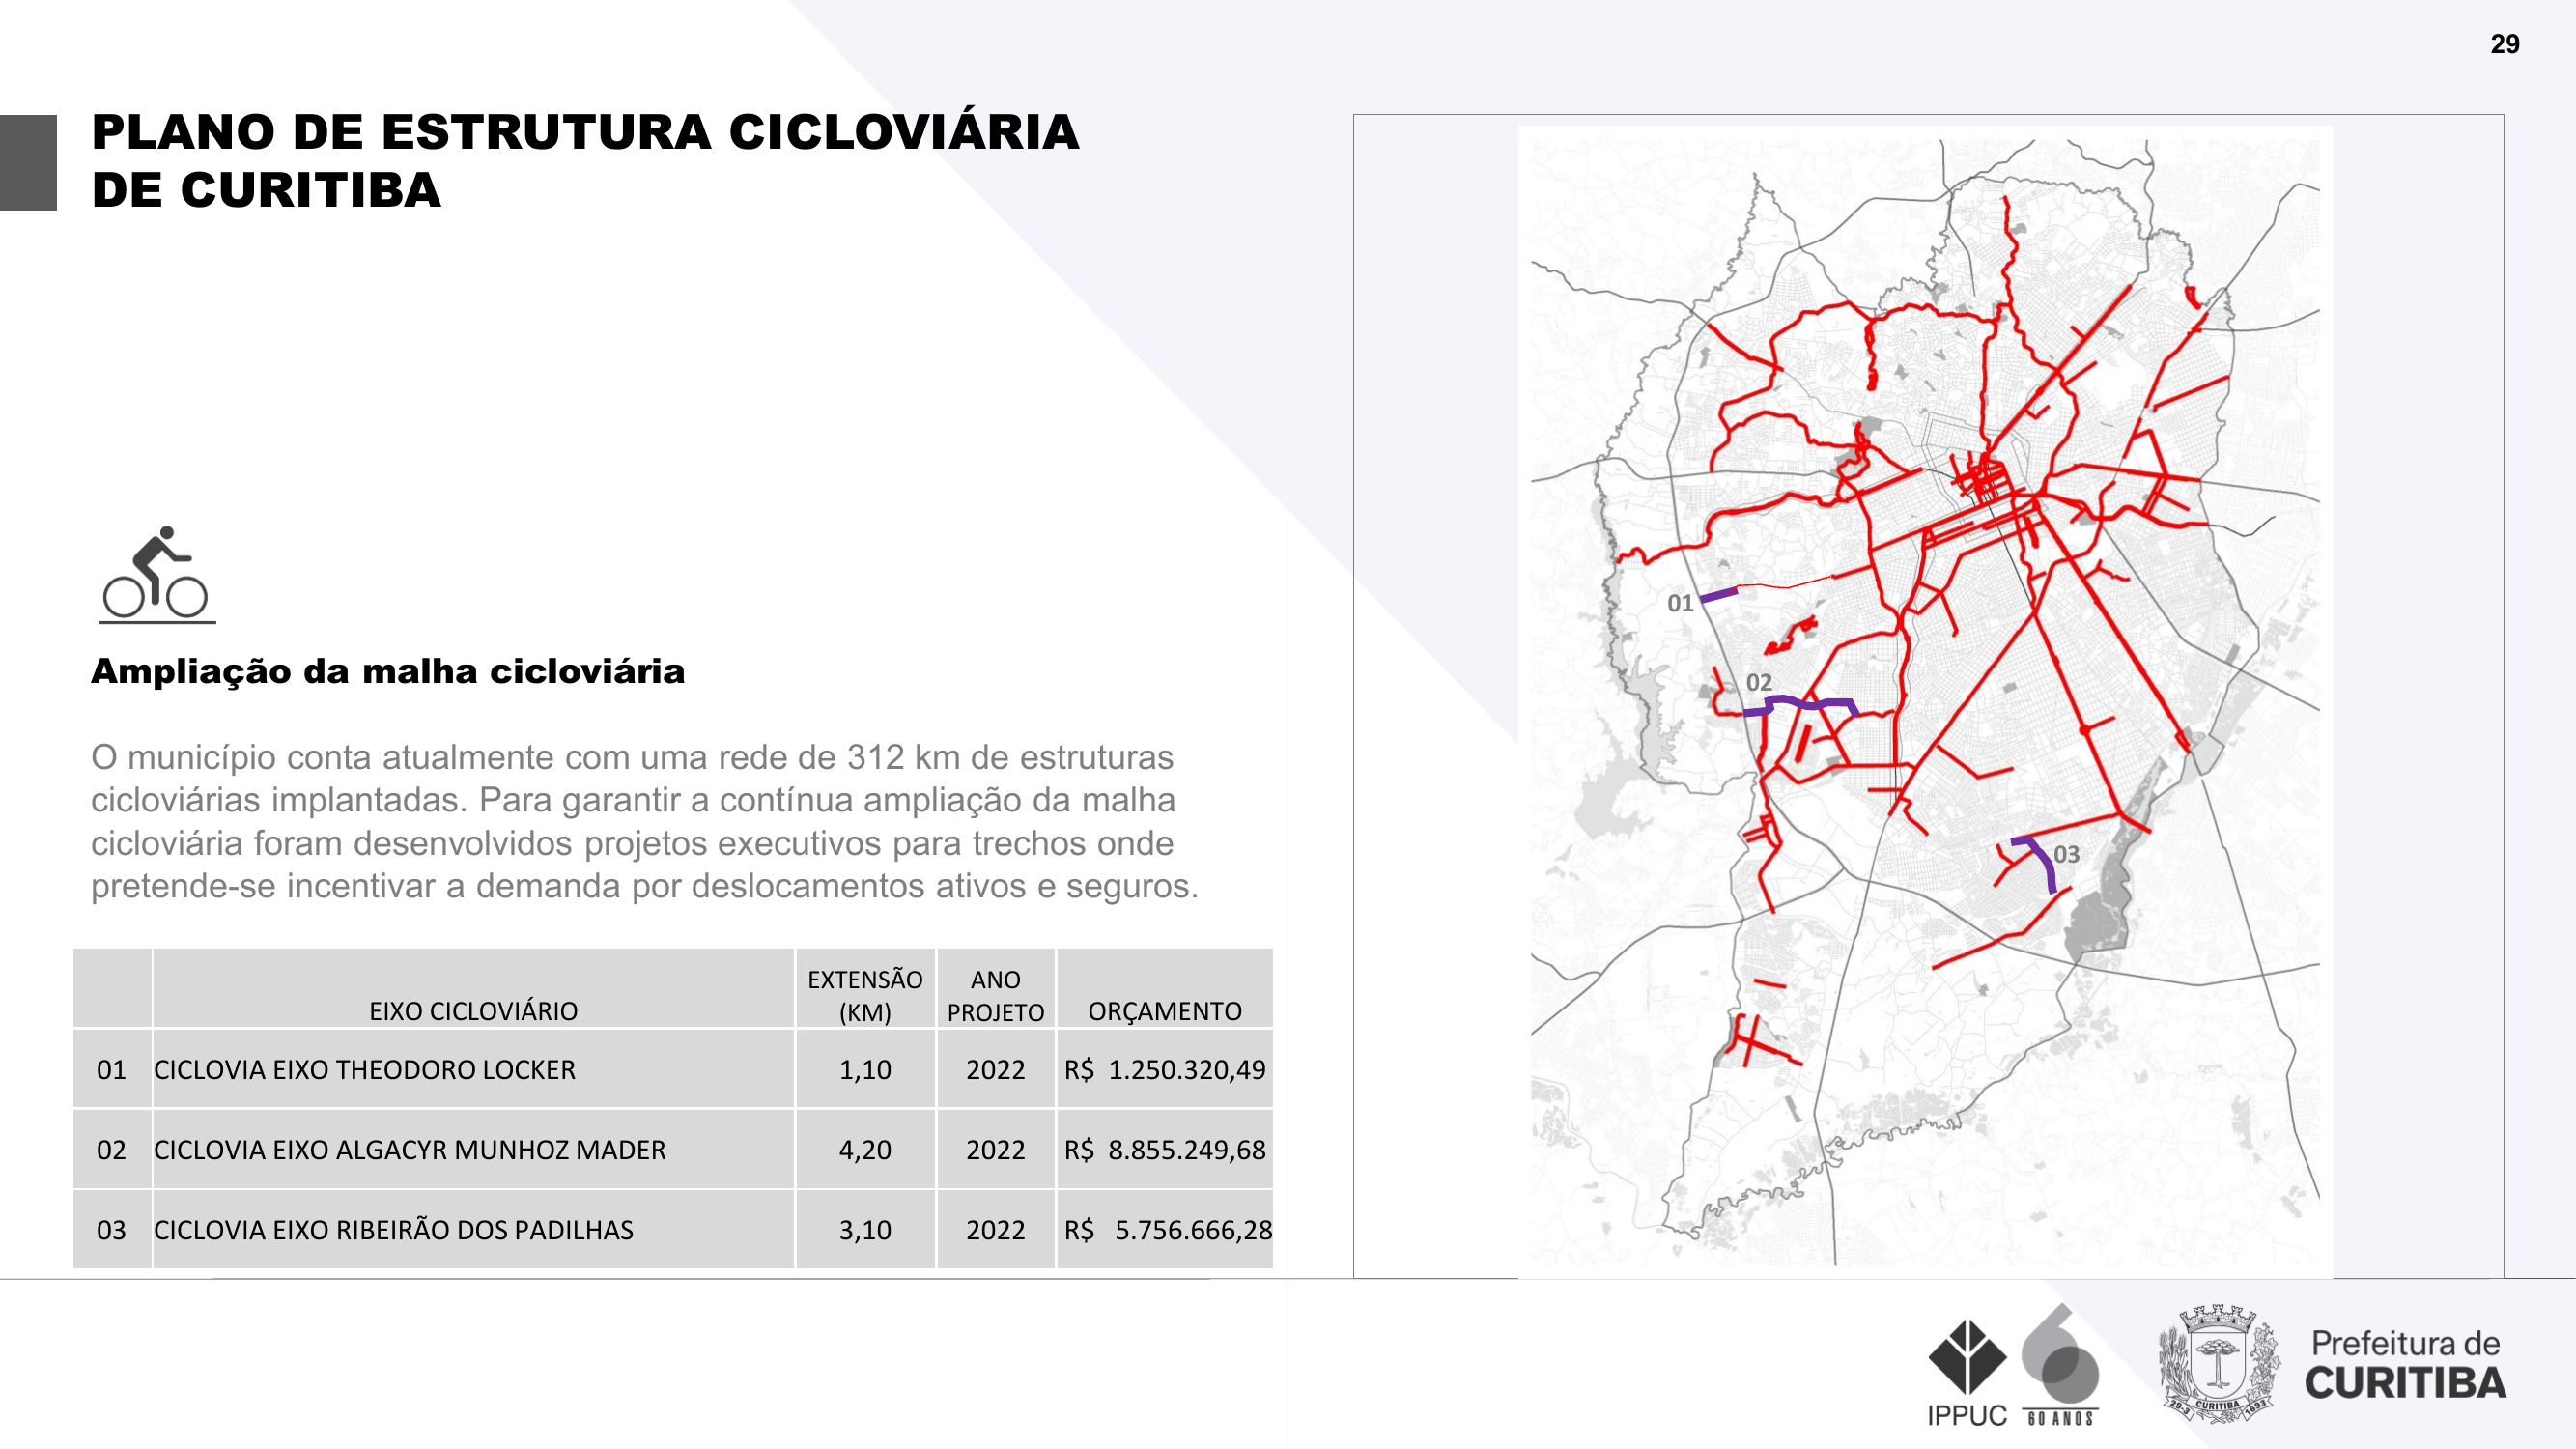 29
PLANO DE ESTRUTURA CICLOVIÁRIA
DE CURITIBA
Ampliação da malha cicloviária
O município conta atualmente com uma rede de 312 km de estruturas
cicloviárias implantadas. Para garantir a contínua ampliação da malha
cicloviária foram desenvolvidos projetos executivos para trechos onde
pretende-se incentivar a demanda por deslocamentos ativos e seguros.
EIXO CICLOVIÁRIO EXTENSÃO (KM) ANO PROJETO ORÇAMENTO
01 CICLOVIA EIXO THEODORO LOCKER 1,10 2022 R$ 1.250.320,49
02 CICLOVIA EIXO ALGACYR MUNHOZ MADER 4,20 2022 R$ 8.855.249,68
03 CICLOVIA EIXO RIBEIRÃO DOS PADILHAS 3,10 2022 R$ 5.756.666,28
01
02
03
IPPUC
60 ANOS
29-3 CURITIBA 1693
Prefeitura de
CURITIBA